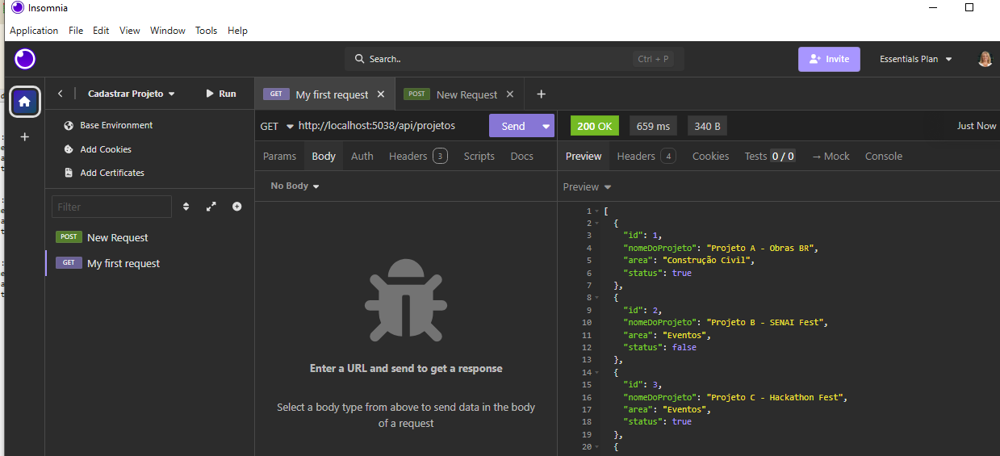 Insomnia
Application File Edit View Window Tools Help
Search.. Ctrl + P
Invite
Essentials Plan
Cadastrar Projeto Run
GET My first request
POST New Request
Base Environment
Add Cookies
Add Certificates
Filter
POST New Request
GET My first request
GET http://localhost:5038/api/projetos Send
Params Body Auth Headers 3 Scripts Docs
No Body
Enter a URL and send to get a response
Select a body type from above to send data in the body
of a request
200 OK 659 ms 340 B Just Now
Preview Headers 4 Cookies Tests 0 / 0 → Mock Console
Preview
1 [
2 {
3 "id": 1,
4 "nomeDoProjeto": "Projeto A - Obras BR",
5 "area": "Construção Civil",
6 "status": true
7 },
8 {
9 "id": 2,
10 "nomeDoProjeto": "Projeto B - SENAI Fest",
11 "area": "Eventos",
12 "status": false
13 },
14 {
15 "id": 3,
16 "nomeDoProjeto": "Projeto C - Hackathon Fest",
17 "area": "Eventos",
18 "status": true
19 },
20 {